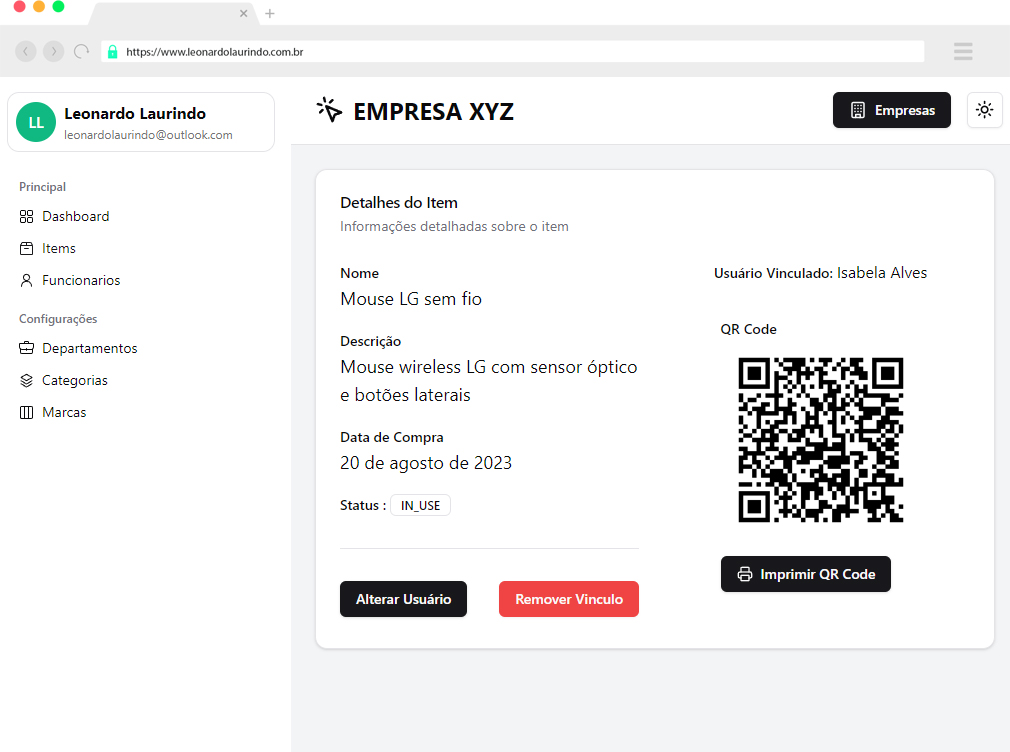 https://www.leonardolaurindo.com.br
LL
Leonardo Laurindo
leonardolaurindo@outlook.com
Principal
Dashboard
Items
Funcionarios
Configurações
Departamentos
Categorias
Marcas
EMPRESA XYZ
Empresas
Detalhes do Item
Informações detalhadas sobre o item
Nome
Mouse LG sem fio
Descrição
Mouse wireless LG com sensor óptico
e botões laterais
Data de Compra
20 de agosto de 2023
Status : IN_USE
Alterar Usuário
Remover Vinculo
Usuário Vinculado: Isabela Alves
QR Code
Imprimir QR Code